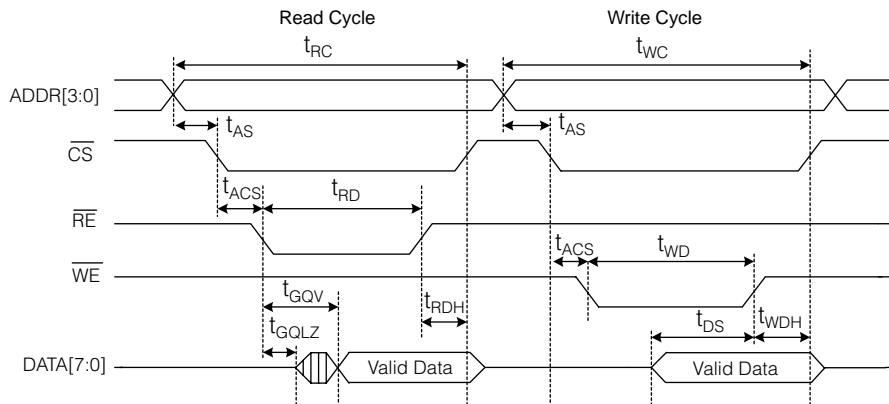 Read Cycle
Write Cycle
tRC
tWC
ADDR[3:0]
tAS
tAS
CS
tACS
tRD
RE
tACS
tWD
WE
tGQV
tRDH
tGQLZ
tDS
tWDH
DATA[7:0]
Valid Data
Valid Data